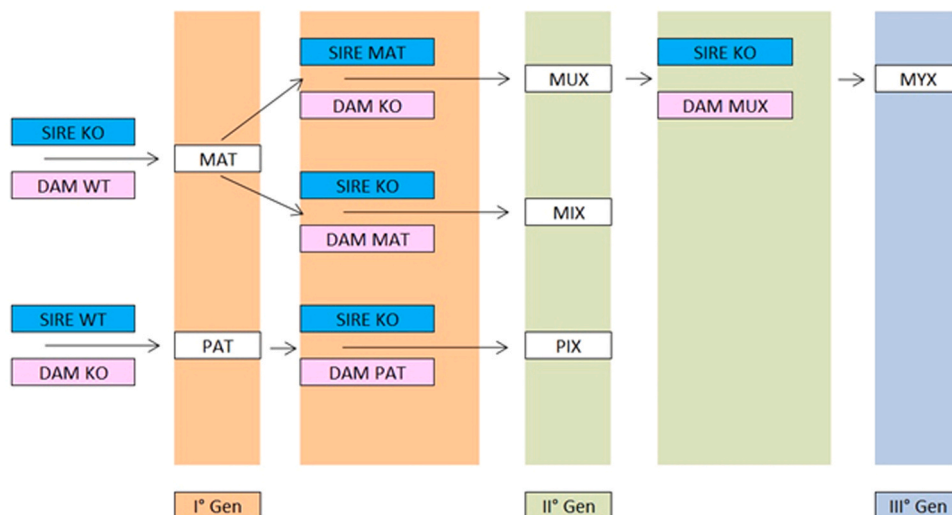 SIRE MAT
SIRE KO
MUX
MYX
DAM KO
DAM MUX
SIRE KO
MAT
DAM WT
SIRE KO
MIX
DAM MAT
SIRE WT
SIRE KO
PAT
PIX
DAM KO
DAM PAT
I° Gen
II° Gen
III° Gen